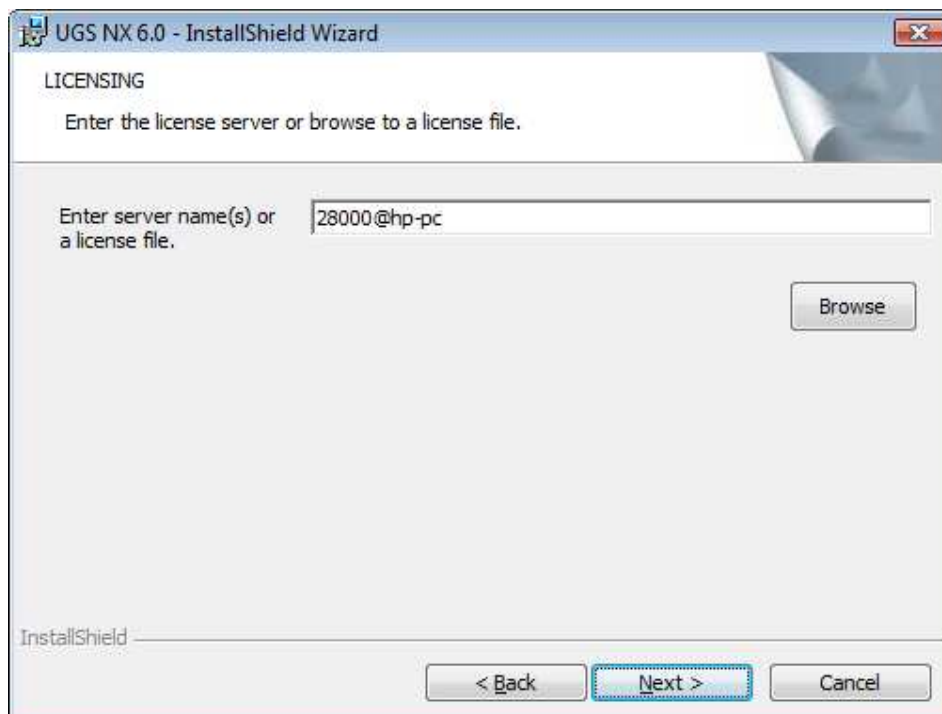 UGS NX 6.0 - InstallShield Wizard
LICENSING
Enter the license server or browse to a license file.
Enter server name(s) or
a license file.
28000@hp-pc
Browse
InstallShield
< Back
Next >
Cancel